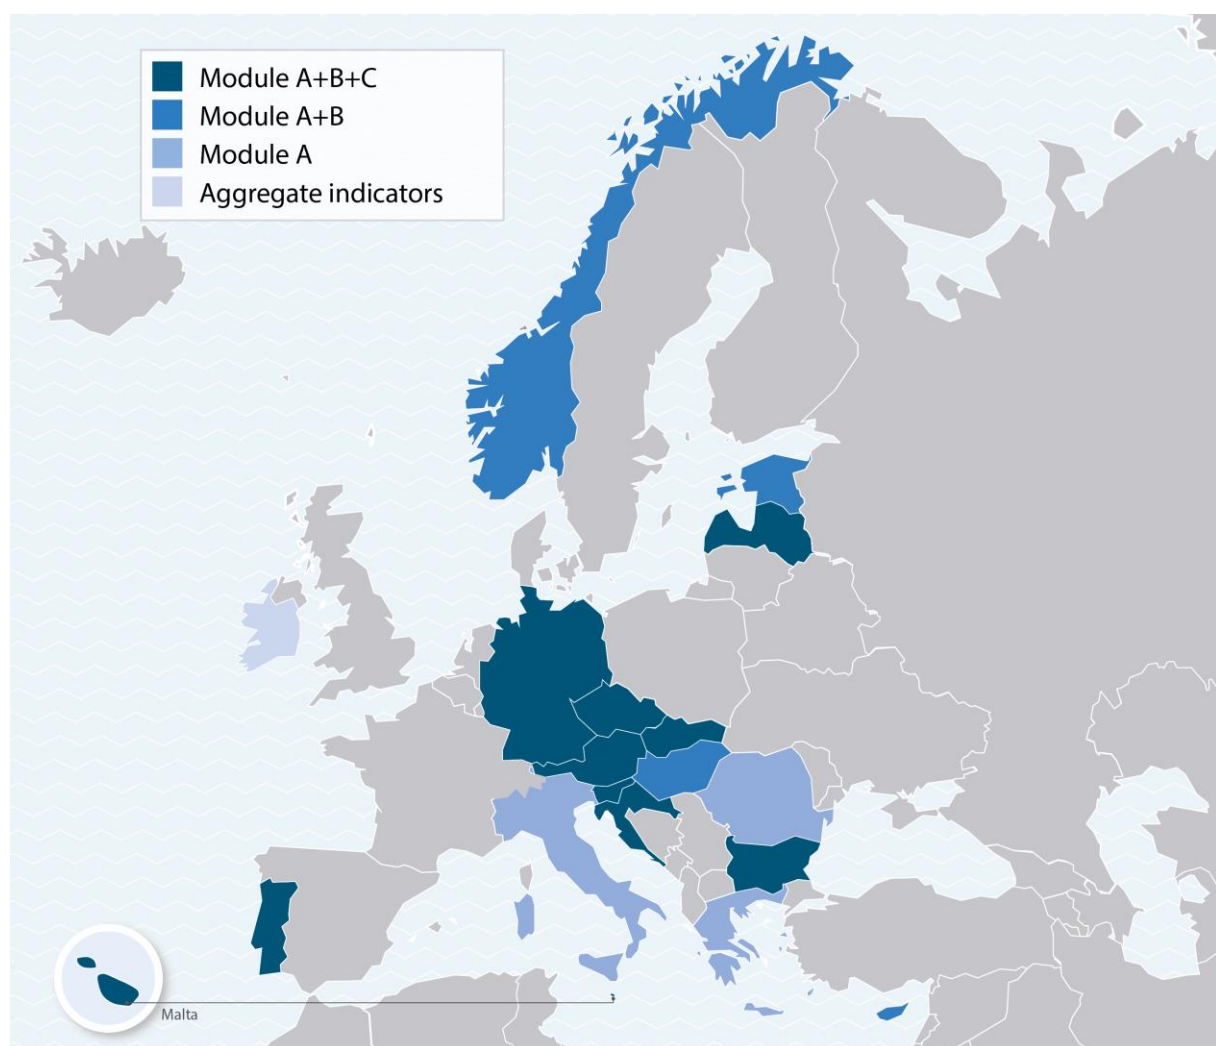 Module A+B+C
Module A+B
Module A
Aggregate indicators
Malta